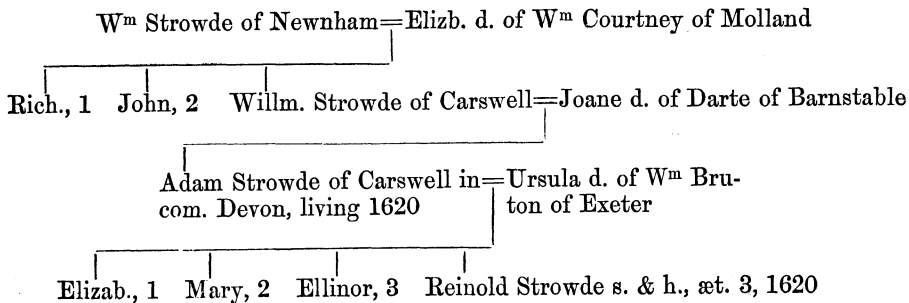 Wᵐ Strowde of Newnham=Elizb. d. of Wᵐ Courtney of Molland
Rich., 1 John, 2 Willm. Strowde of Carswell=Joane d. of Darte of Barnstable
Adam Strowde of Carswell in=Ursula d. of Wᵐ Bru-
com. Devon, living 1620 ton of Exeter
Elizab., 1 Mary, 2 Ellinor, 3 Reinold Strowde s. & h., æt. 3, 1620